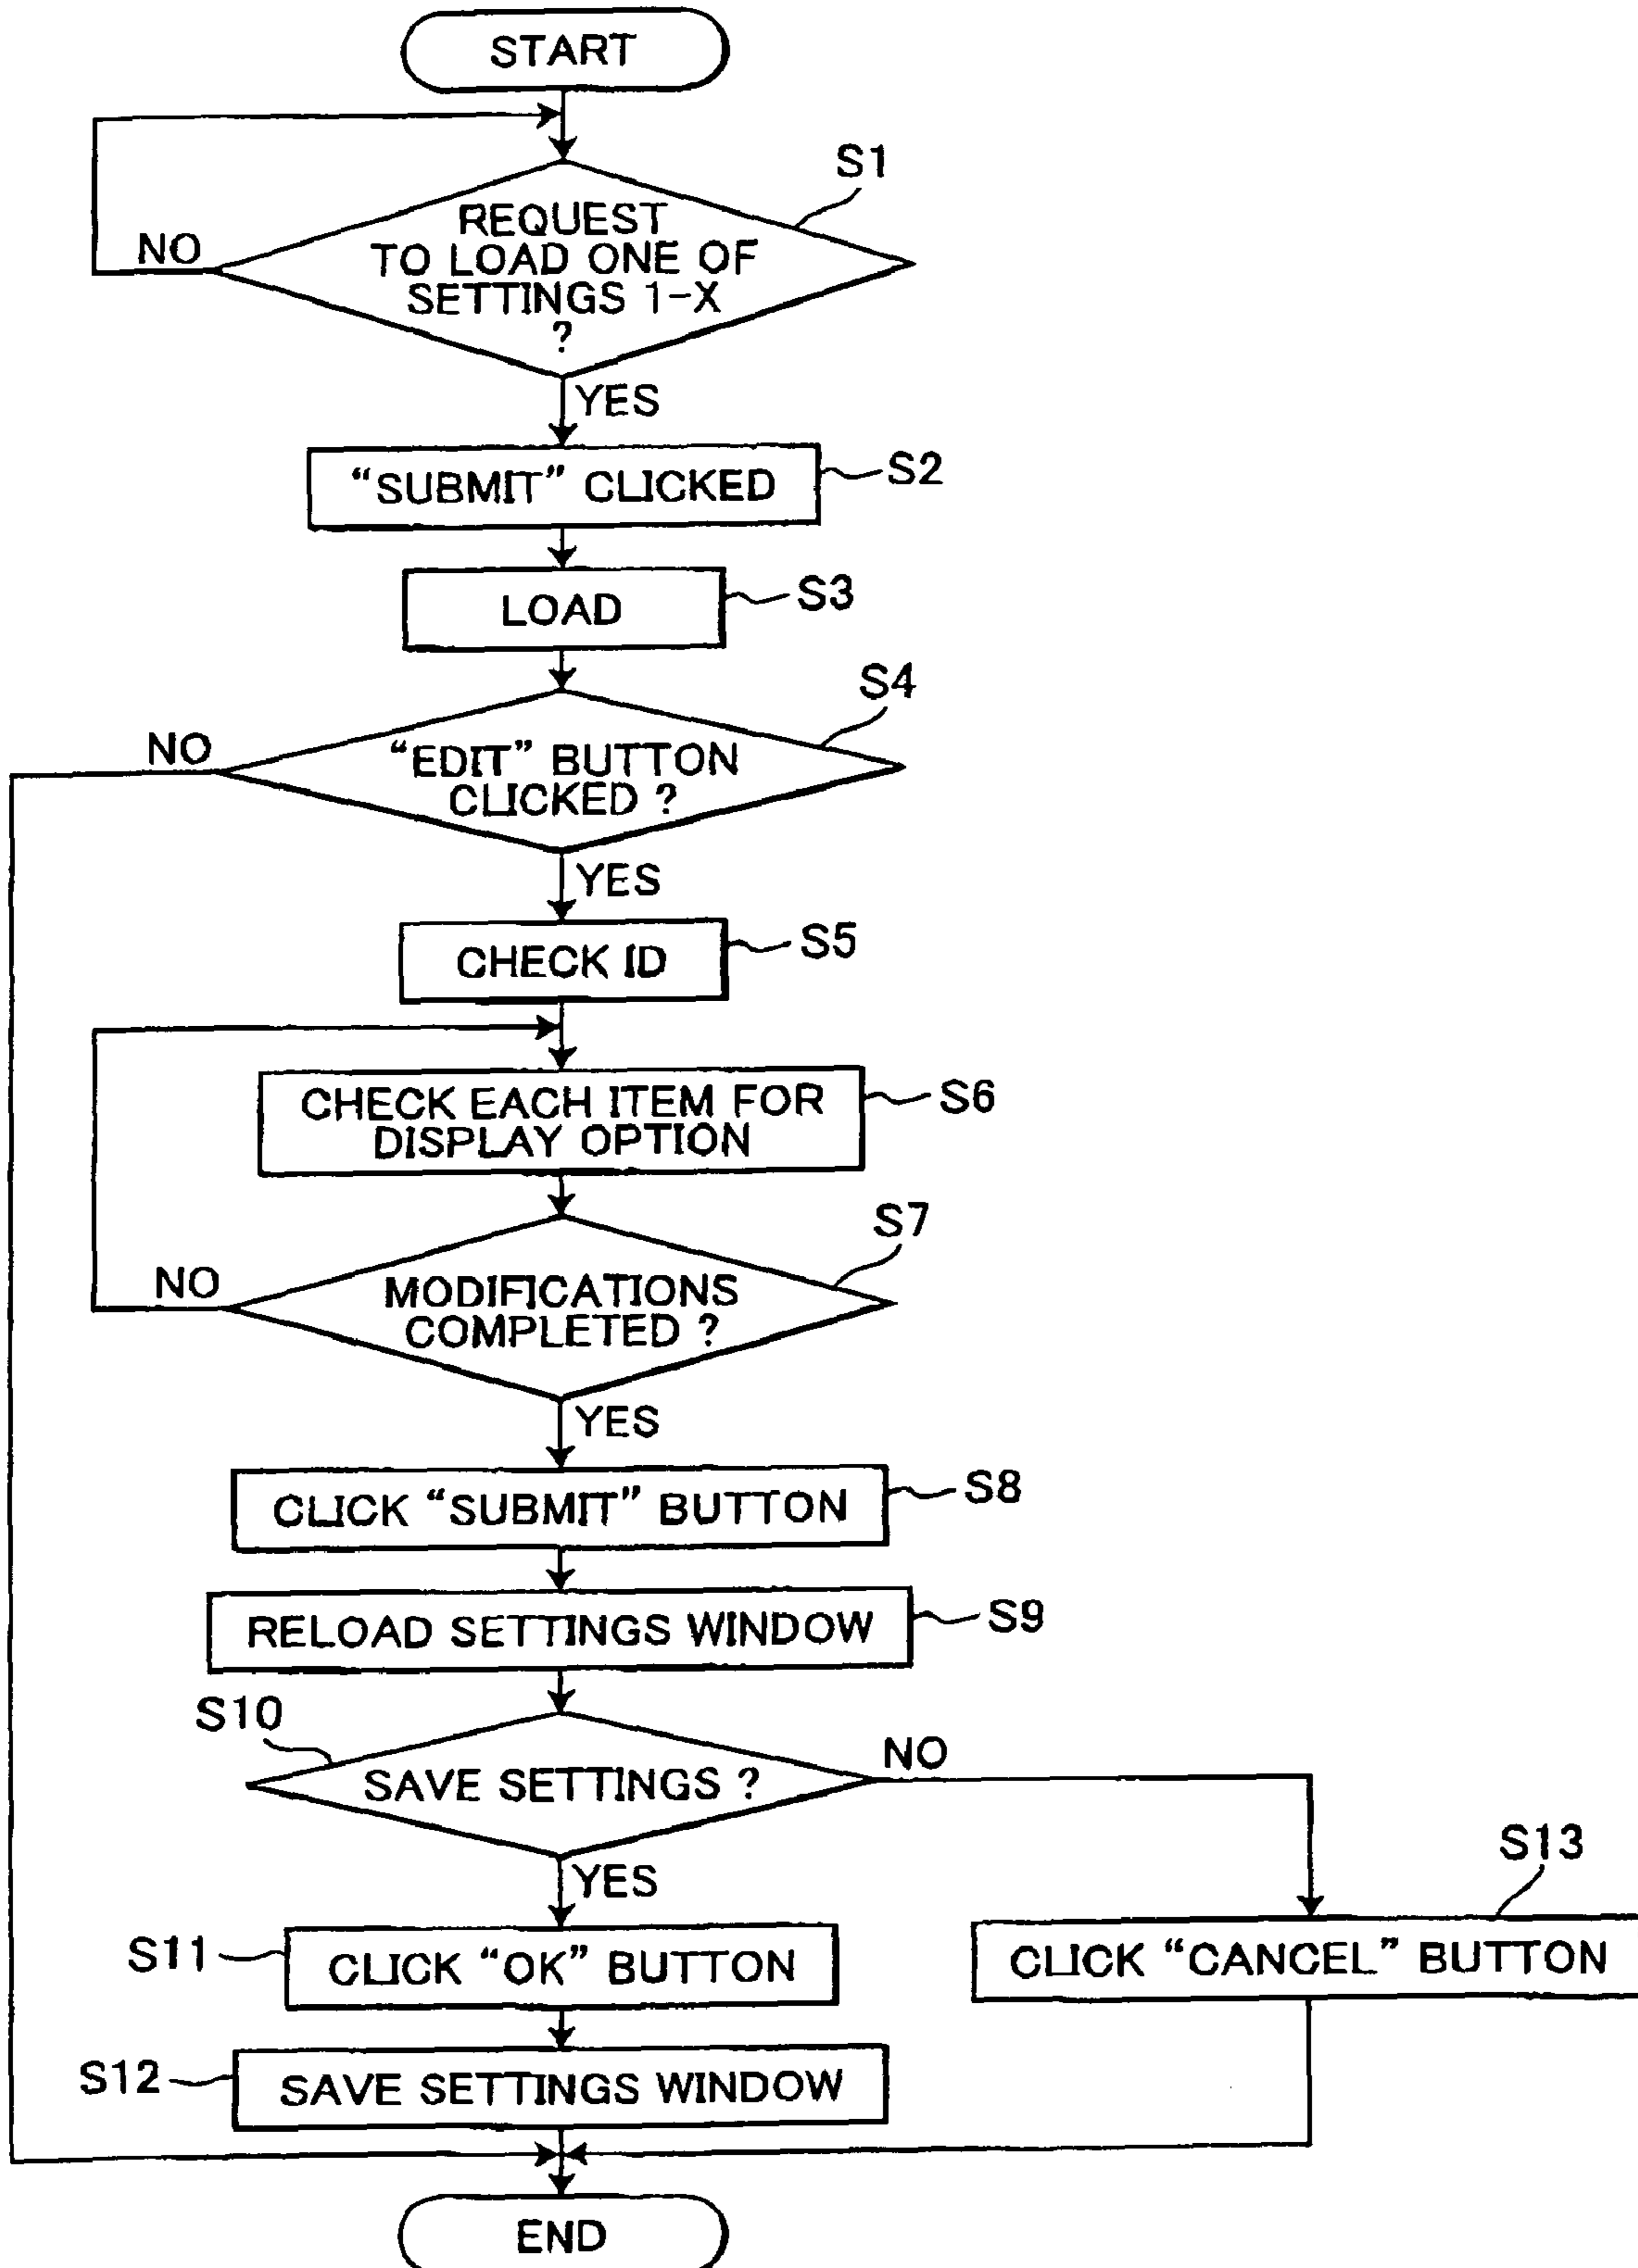 START
S1
REQUEST
TO LOAD ONE OF
SETTINGS 1-X
?
NO
YES
“SUBMIT” CLICKED
S2
LOAD
S3
S4
NO
“EDIT” BUTTON
CLICKED ?
YES
CHECK ID
S5
CHECK EACH ITEM FOR
DISPLAY OPTION
S6
S7
NO
MODIFICATIONS
COMPLETED ?
YES
CLICK “SUBMIT” BUTTON
S8
RELOAD SETTINGS WINDOW
S9
S10
SAVE SETTINGS ?
NO
YES
S13
S11
CLICK “OK” BUTTON
CLICK “CANCEL” BUTTON
S12
SAVE SETTINGS WINDOW
END